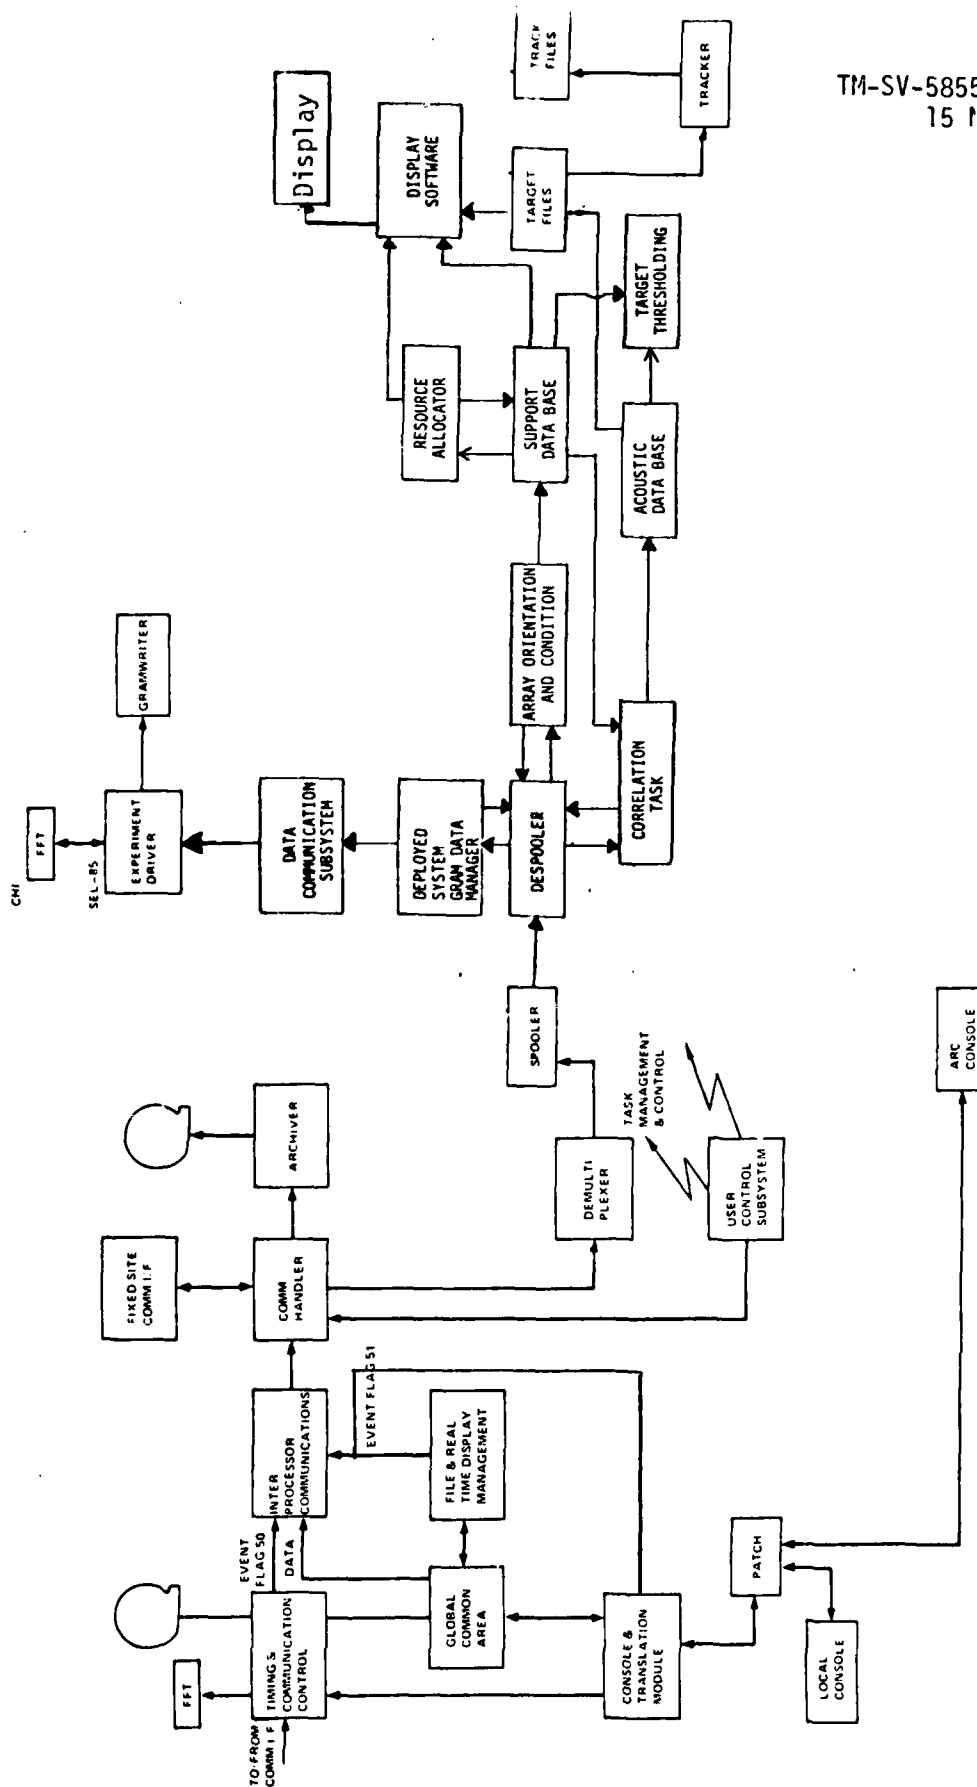 TM-SV-5855
15
TO/FROM
COMM I F
FFT
TIMING &
COMMUNICATION
CONTROL
EVENT
FLAG 50
DATA
INTER
PROCESSOR
COMMUNICATIONS
EVENT FLAG 51
GLOBAL
COMMON
AREA
FILE & REAL
TIME DISPLAY
MANAGEMENT
CONSOLE &
TRANSLATION
MODULE
PATCH
LOCAL
CONSOLE
ARC
CONSOLE
FIXED SITE
COMM I/F
COMM
HANDLER
ARCHIVER
DEMULTI
PLEXER
USER
CONTROL
SUBSYSTEM
TASK
MANAGEMENT
& CONTROL
SPOOLER
CHI
FFT
SEL-85
EXPERIMENT
DRIVER
GRAMWRITER
DATA
COMMUNICATION
SUBSYSTEM
DEPLOYED
SYSTEM
GRAM DATA
MANAGER
DESPOOLER
ARRAY ORIENTATION
AND CONDITION
CORRELATION
TASK
RESOURCE
ALLOCATOR
SUPPORT
DATA BASE
ACOUSTIC
DATA BASE
TARGET
THRESHOLDING
Display
DISPLAY
SOFTWARE
TARGET
FILES
TRACK
FILES
TRACKER